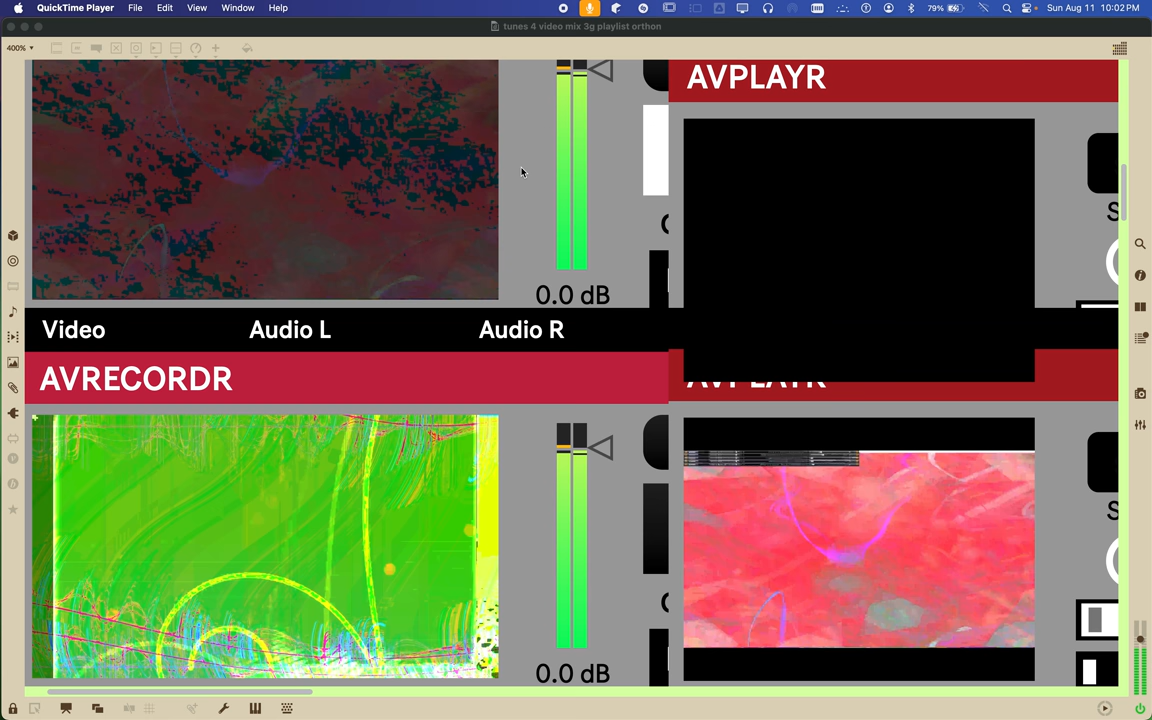 QuickTime Player File Edit View Window Help 79% Sun Aug 11 10:02 PM
tunes 4 video mix 3g playlist orthon
400%
AVPLAYR
0.0 dB
Video Audio L Audio R
AVRECORDR
AVPLAYR
0.0 dB